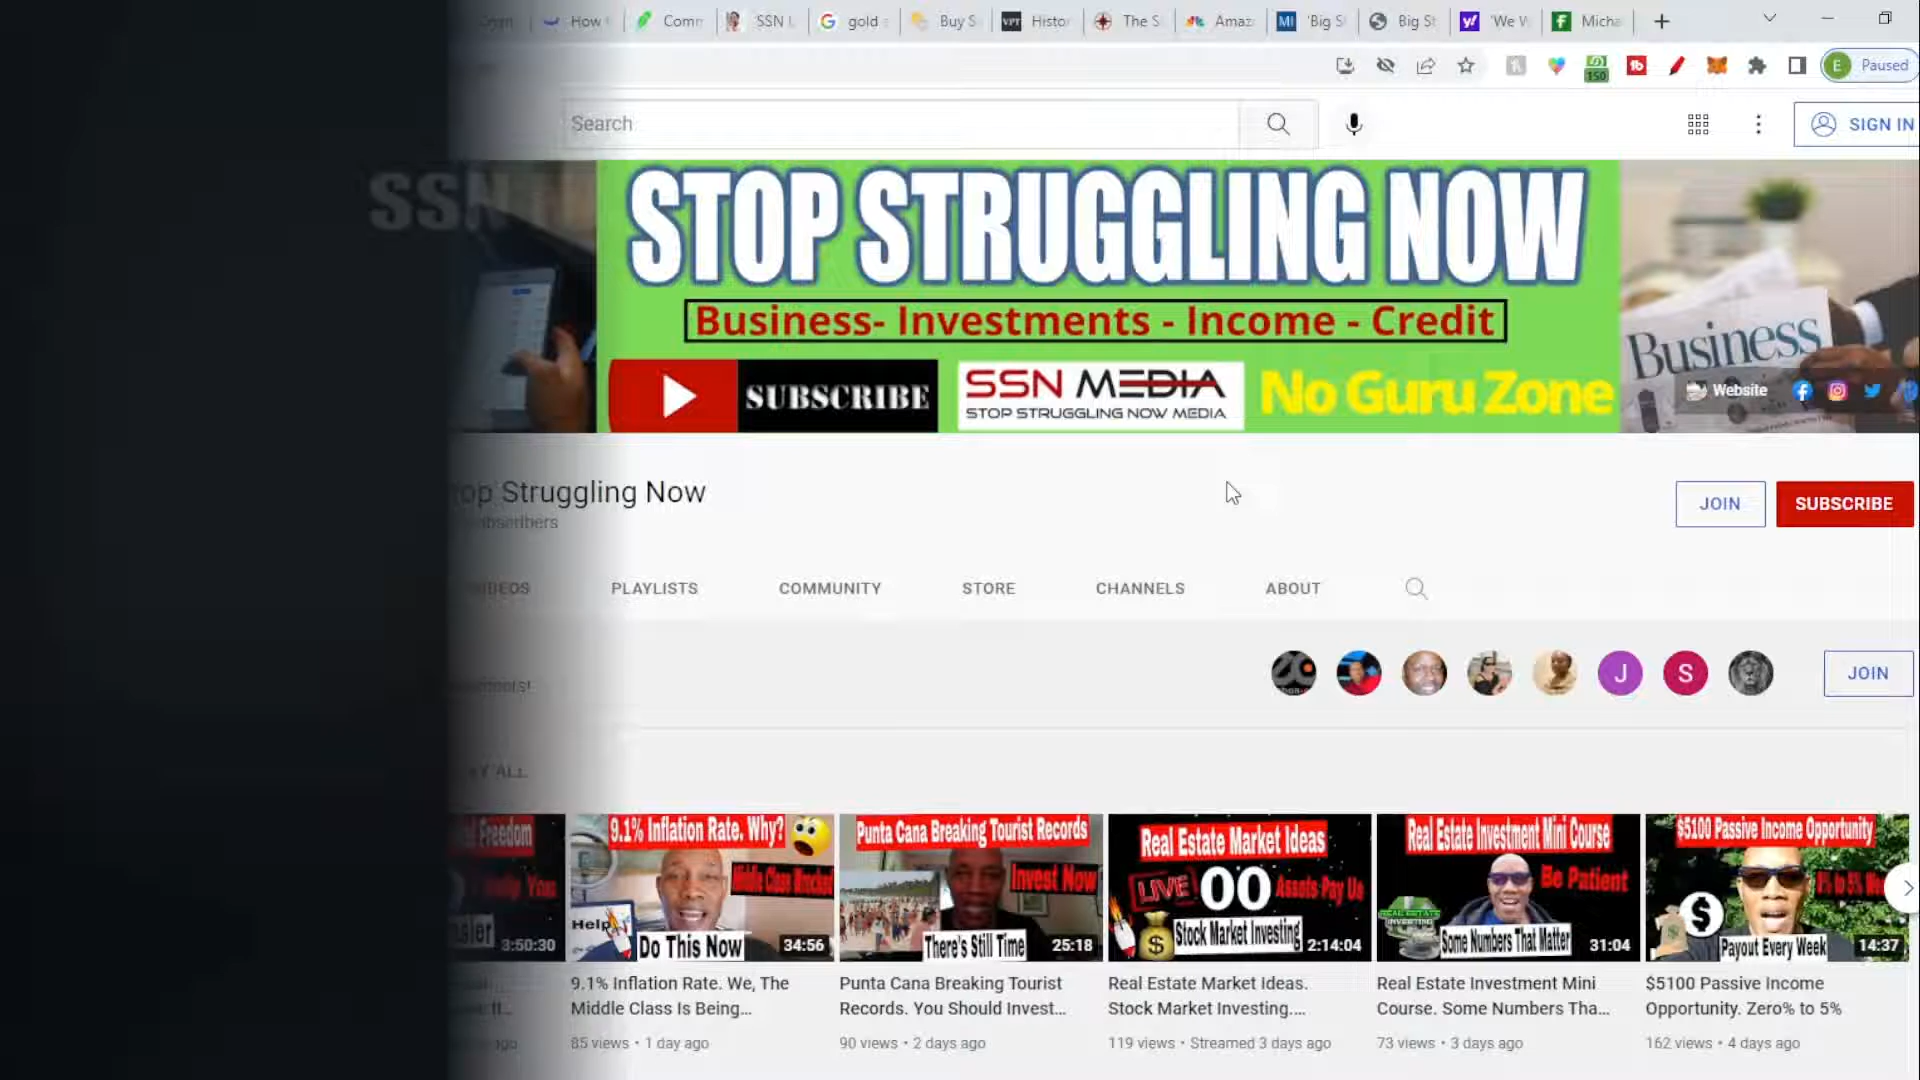 How
Comm
SSN
gold
Buy S
Histo
The S
Amaz
'Big S
Big St
'We W
Micha
150
E Paused
Search
SIGN IN
SSN
STOP STRUGGLING NOW
Business- Investments - Income - Credit
SUBSCRIBE
SSN MEDIA
STOP STRUGGLING NOW MEDIA
No Guru Zone
Business
Website
op Struggling Now
JOIN
SUBSCRIBE
PLAYLISTS
COMMUNITY
STORE
CHANNELS
ABOUT
J
S
JOIN
Y'ALL
Freedom
3:50:30
9.1% Inflation Rate. Why?
Middle Class Wrecked
Help
Do This Now
34:56
Punta Cana Breaking Tourist Records
Invest Now
There's Still Time
25:18
Real Estate Market Ideas
LIVE
00
Assets Pay Us
Stock Market Investing
2:14:04
Real Estate Investment Mini Course
Be Patient
REAL ESTATE
INVESTING
Some Numbers That Matter
31:04
$5100 Passive Income Opportunity
Payout Every Week
14:37
9.1% Inflation Rate. We, The
Middle Class Is Being...
85 views • 1 day ago
Punta Cana Breaking Tourist
Records. You Should Invest...
90 views • 2 days ago
Real Estate Market Ideas.
Stock Market Investing....
119 views • Streamed 3 days ago
Real Estate Investment Mini
Course. Some Numbers Tha...
73 views • 3 days ago
$5100 Passive Income
Opportunity. Zero% to 5%
162 views • 4 days ago